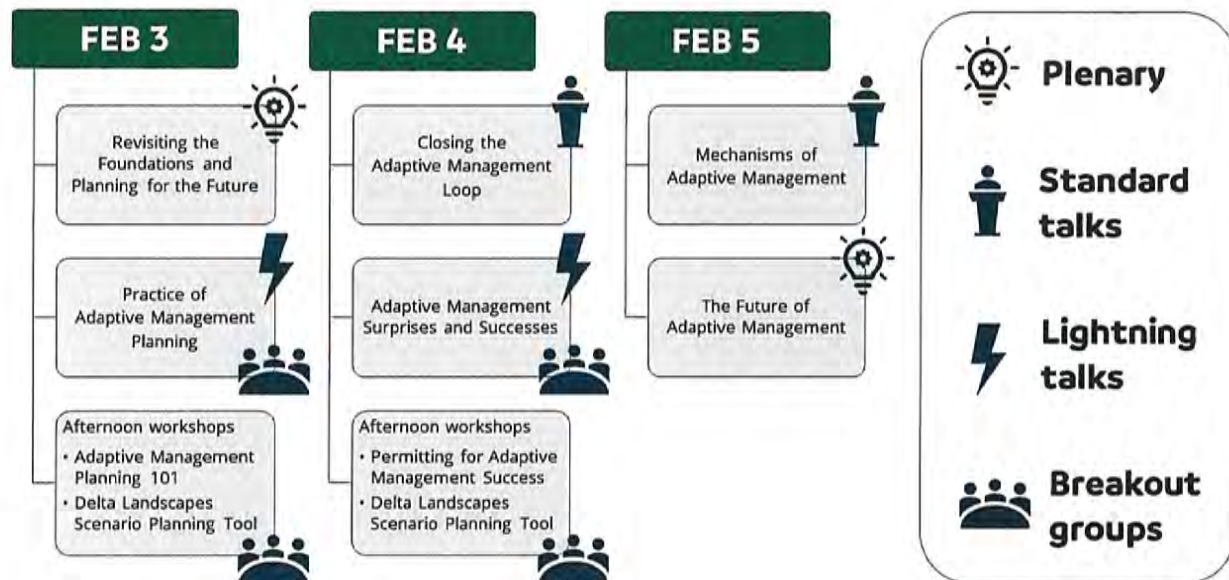 FEB 3
Revisiting the
Foundations and
Planning for the Future
Practice of
Adaptive Management
Planning
Afternoon workshops
• Adaptive Management
Planning 101
• Delta Landscapes
Scenario Planning Tool
FEB 4
Closing the
Adaptive Management
Loop
Adaptive Management
Surprises and Successes
Afternoon workshops
• Permitting for Adaptive
Management Success
• Delta Landscapes
Scenario Planning Tool
FEB 5
Mechanisms of
Adaptive Management
The Future of
Adaptive Management
Plenary
Standard
talks
Lightning
talks
Breakout
groups